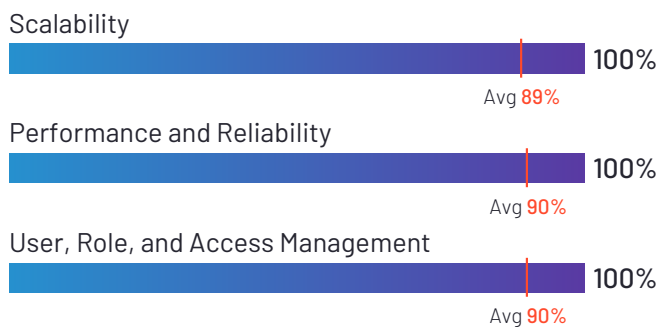 Scalability
100%
Avg 89%
Performance and Reliability
100%
Avg 90%
User, Role, and Access Management
100%
Avg 90%